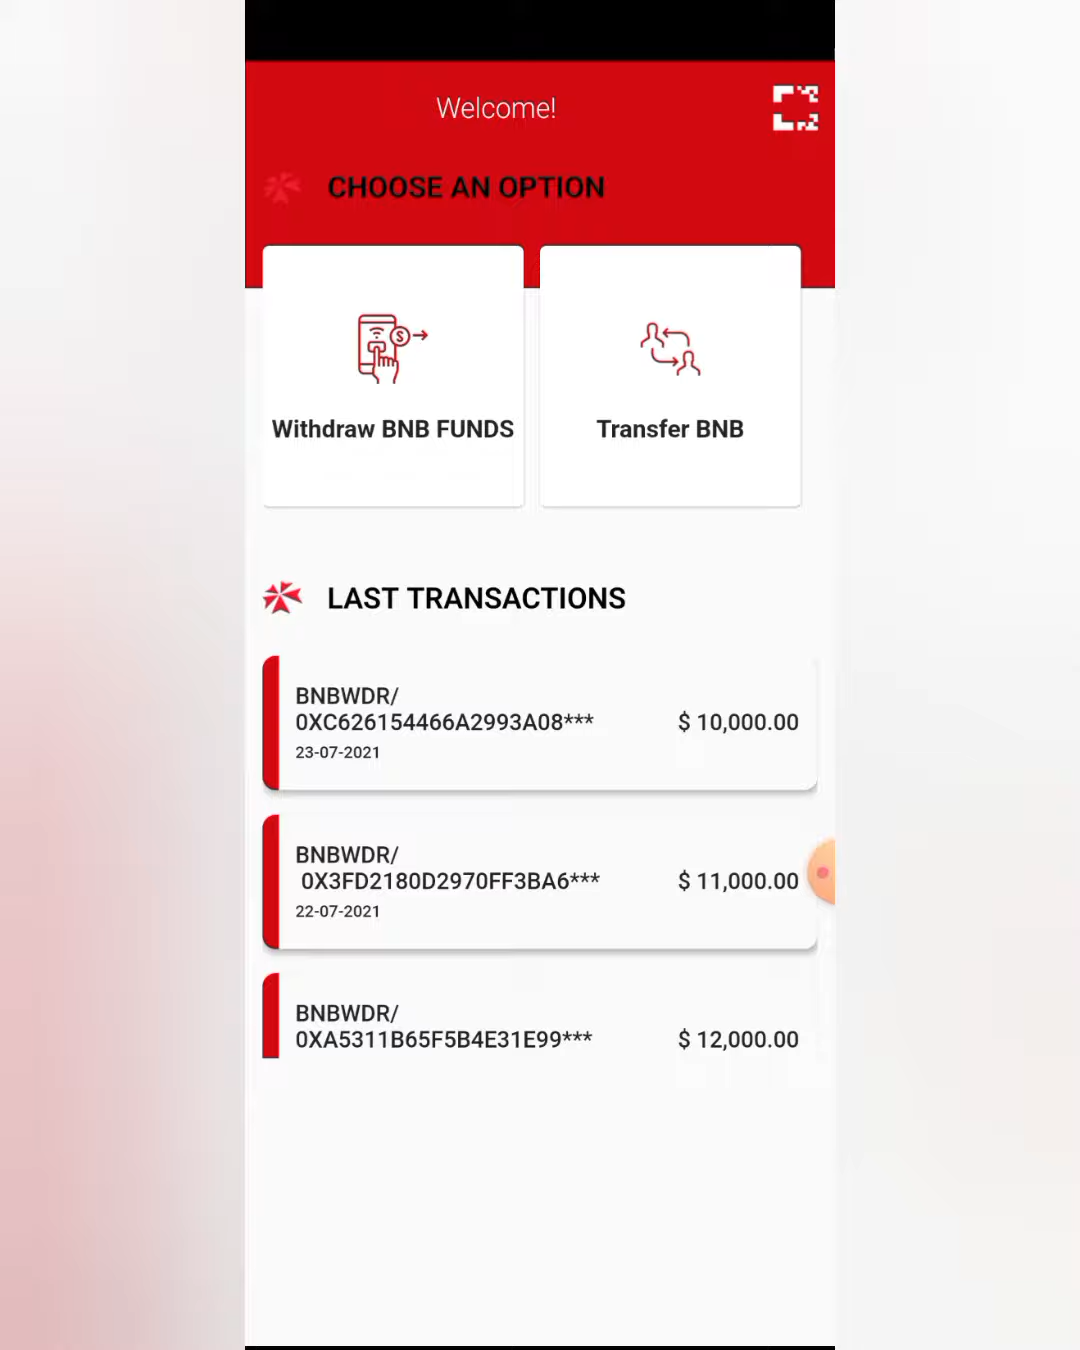 Welcome!
CHOOSE AN OPTION
Withdraw BNB FUNDS
Transfer BNB
LAST TRANSACTIONS
BNBWDR/
0XC626154466A2993A08***
$ 10,000.00
23-07-2021
BNBWDR/
0X3FD2180D2970FF3BA6***
$ 11,000.00
22-07-2021
BNBWDR/
0XA5311B65F5B4E31E99***
$ 12,000.00